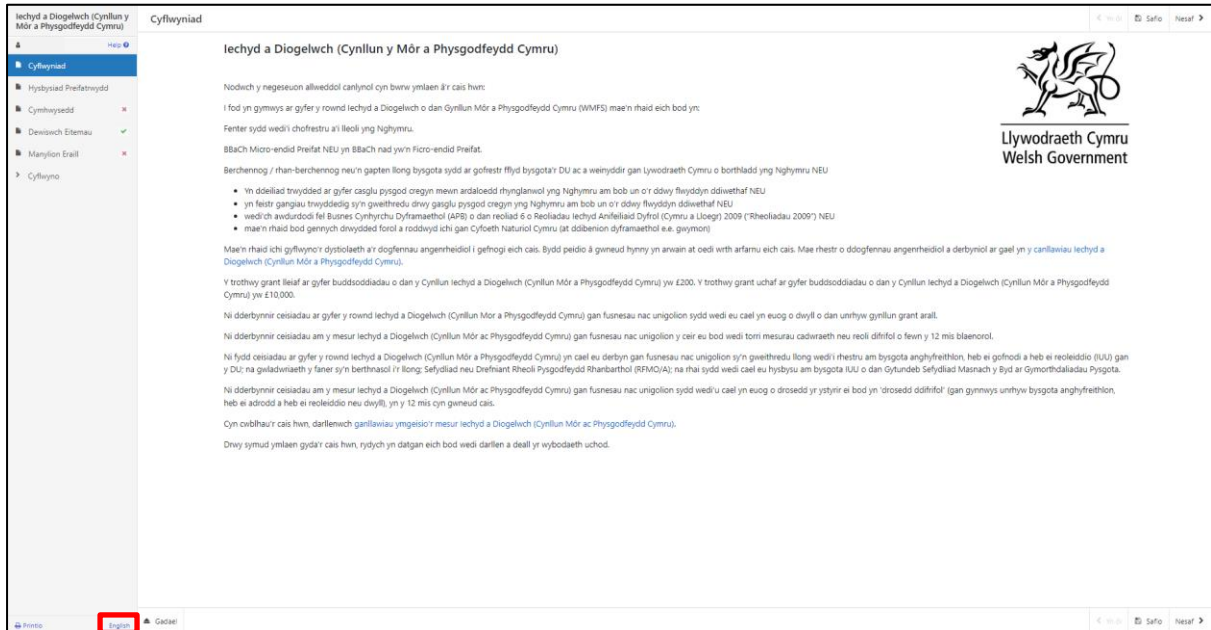 Iechyd a Diogelwch (Cynllun y
Môr a Physgodfeydd Cymru)
Cyflwyniad
Yn ôl
Safio
Nesaf
Help
Cyflwyniad
Hysbysiad Preifatrwydd
Cymhwysedd
Dewiswch Eitemau
Manylion Eraill
Cyflwyno
Iechyd a Diogelwch (Cynllun y Môr a Physgodfeydd Cymru)
Llywodraeth Cymru
Welsh Government
Nodwch y negeseuon allweddol canlynol cyn bwrw ymlaen â'r cais hwn:
I fod yn gymwys ar gyfer y rownd Iechyd a Diogelwch o dan Gynllun Môr a Physgodfeydd Cymru (WMFS) mae'n rhaid eich bod yn:
Fenter sydd wedi'i chofrestru a'i lleoli yng Nghymru.
BBaCh Micro-endid Preifat NEU yn BBaCh nad yw'n Ficro-endid Preifat.
Berchennog / rhan-berchennog neu'n gapten llong bysgota sydd ar gofrestr fflyd bysgota'r DU ac a weinyddir gan Lywodraeth Cymru o borthladd yng Nghymru NEU
• Yn ddeiliad trwydded ar gyfer casglu pysgod cregyn mewn ardaloedd rhynglanwol yng Nghymru am bob un o'r ddwy flwyddyn ddiwethaf NEU
• yn feistr gangiau trwyddedig sy'n gweithredu drwy gasglu pysgod cregyn yng Nghymru am bob un o'r ddwy flwyddyn ddiwethaf NEU
• wedi'ch awdurdodi fel Busnes Cynhyrchu Dyframaethol (APB) o dan reoliad 6 o Reoliadau Iechyd Anifeiliaid Dyfrol (Cymru a Lloegr) 2009 ("Rheoliadau 2009") NEU
• mae'n rhaid bod gennych drwydded forol a roddwyd ichi gan Cyfoeth Naturiol Cymru (at ddibenion dyframaethol e.e. gwymon)
Mae'n rhaid ichi gyflwyno'r dystiolaeth a'r dogfennau angenrheidiol i gefnogi eich cais. Bydd peidio â gwneud hynny yn arwain at oedi wrth arfarnu eich cais. Mae rhestr o ddogfennau angenrheidiol a derbyniol ar gael yn y canllawiau Iechyd a
Diogelwch (Cynllun Môr a Physgodfeydd Cymru).
Y trothwy grant lleiaf ar gyfer buddsoddiadau o dan y Cynllun Iechyd a Diogelwch (Cynllun Môr a Physgodfeydd Cymru) yw £200. Y trothwy grant uchaf ar gyfer buddsoddiadau o dan y Cynllun Iechyd a Diogelwch (Cynllun Môr a Physgodfeydd
Cymru) yw £10,000.
Ni dderbynnir ceisiadau ar gyfer y rownd Iechyd a Diogelwch (Cynllun Mor a Physgodfeydd Cymru) gan fusnesau nac unigolion sydd wedi eu cael yn euog o dwyll o dan unrhyw gynllun grant arall.
Ni dderbynnir ceisiadau am y mesur Iechyd a Diogelwch (Cynllun Môr ac Physgodfeydd Cymru) gan fusnesau nac unigolion y ceir eu bod wedi torri mesurau cadwraeth neu reoli difrifol o fewn y 12 mis blaenorol.
Ni fydd ceisiadau ar gyfer y rownd Iechyd a Diogelwch (Cynllun Môr a Physgodfeydd Cymru) yn cael eu derbyn gan fusnesau nac unigolion sy'n gweithredu llong wedi'i rhestru am bysgota anghyfreithlon, heb ei gofnodi a heb ei reoleiddio (IUU) gan
y DU; na gwladwriaeth y faner sy'n berthnasol i'r llong; Sefydliad neu Drefniant Rheoli Pysgodfeydd Rhanbarthol (RFMO/A); na rhai sydd wedi cael eu hysbysu am bysgota IUU o dan Gytundeb Sefydliad Masnach y Byd ar Gymorthdaliadau Pysgota.
Ni dderbynnir ceisiadau am y mesur Iechyd a Diogelwch (Cynllun Môr ac Physgodfeydd Cymru) gan fusnesau nac unigolion sydd wedi'u cael yn euog o drosedd yr ystyrir ei bod yn 'drosedd ddifrifol' (gan gynnwys unrhyw bysgota anghyfreithlon,
heb ei adrodd a heb ei reoleiddio neu dwyll), yn y 12 mis cyn gwneud cais.
Cyn cwblhau'r cais hwn, darllenwch ganllawiau ymgeisio'r mesur Iechyd a Diogelwch (Cynllun Môr ac Physgodfeydd Cymru).
Drwy symud ymlaen gyda'r cais hwn, rydych yn datgan eich bod wedi darllen a deall yr wybodaeth uchod.
Printio
English
Gadael
Yn ôl
Safio
Nesaf